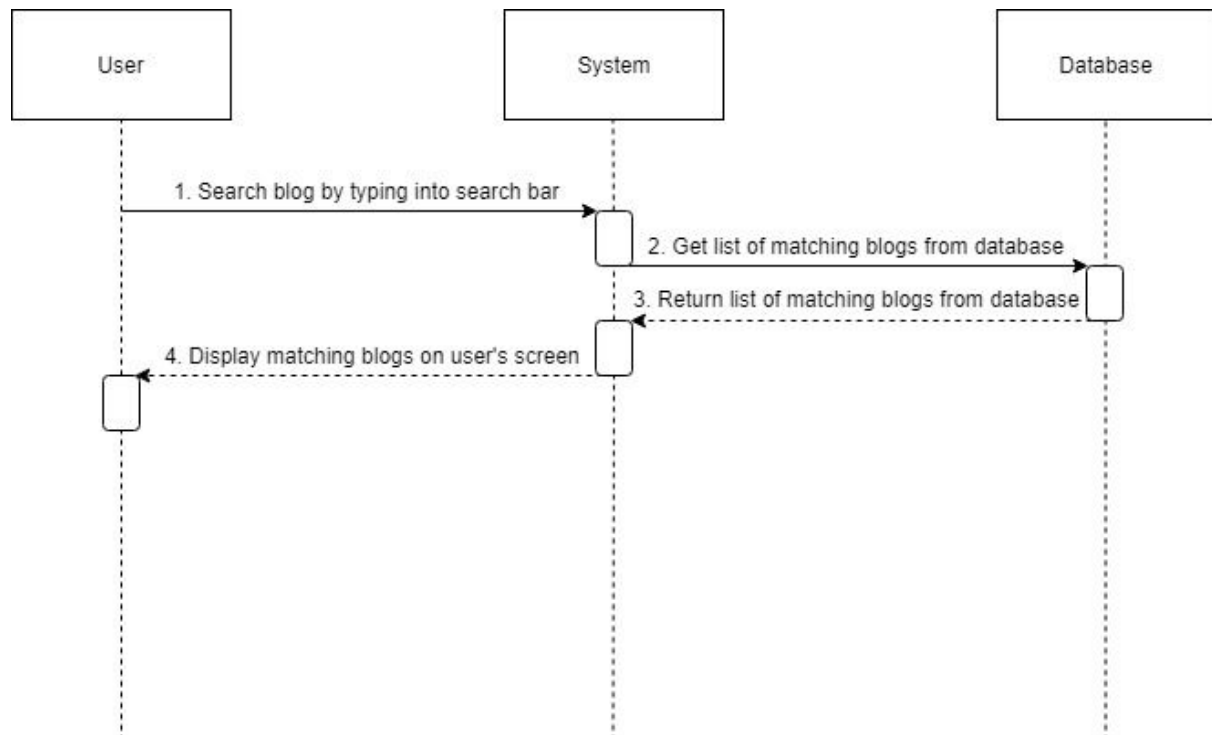 User
System
Database
1. Search blog by typing into search bar
2. Get list of matching blogs from database
3. Return list of matching blogs from database
4. Display matching blogs on user's screen